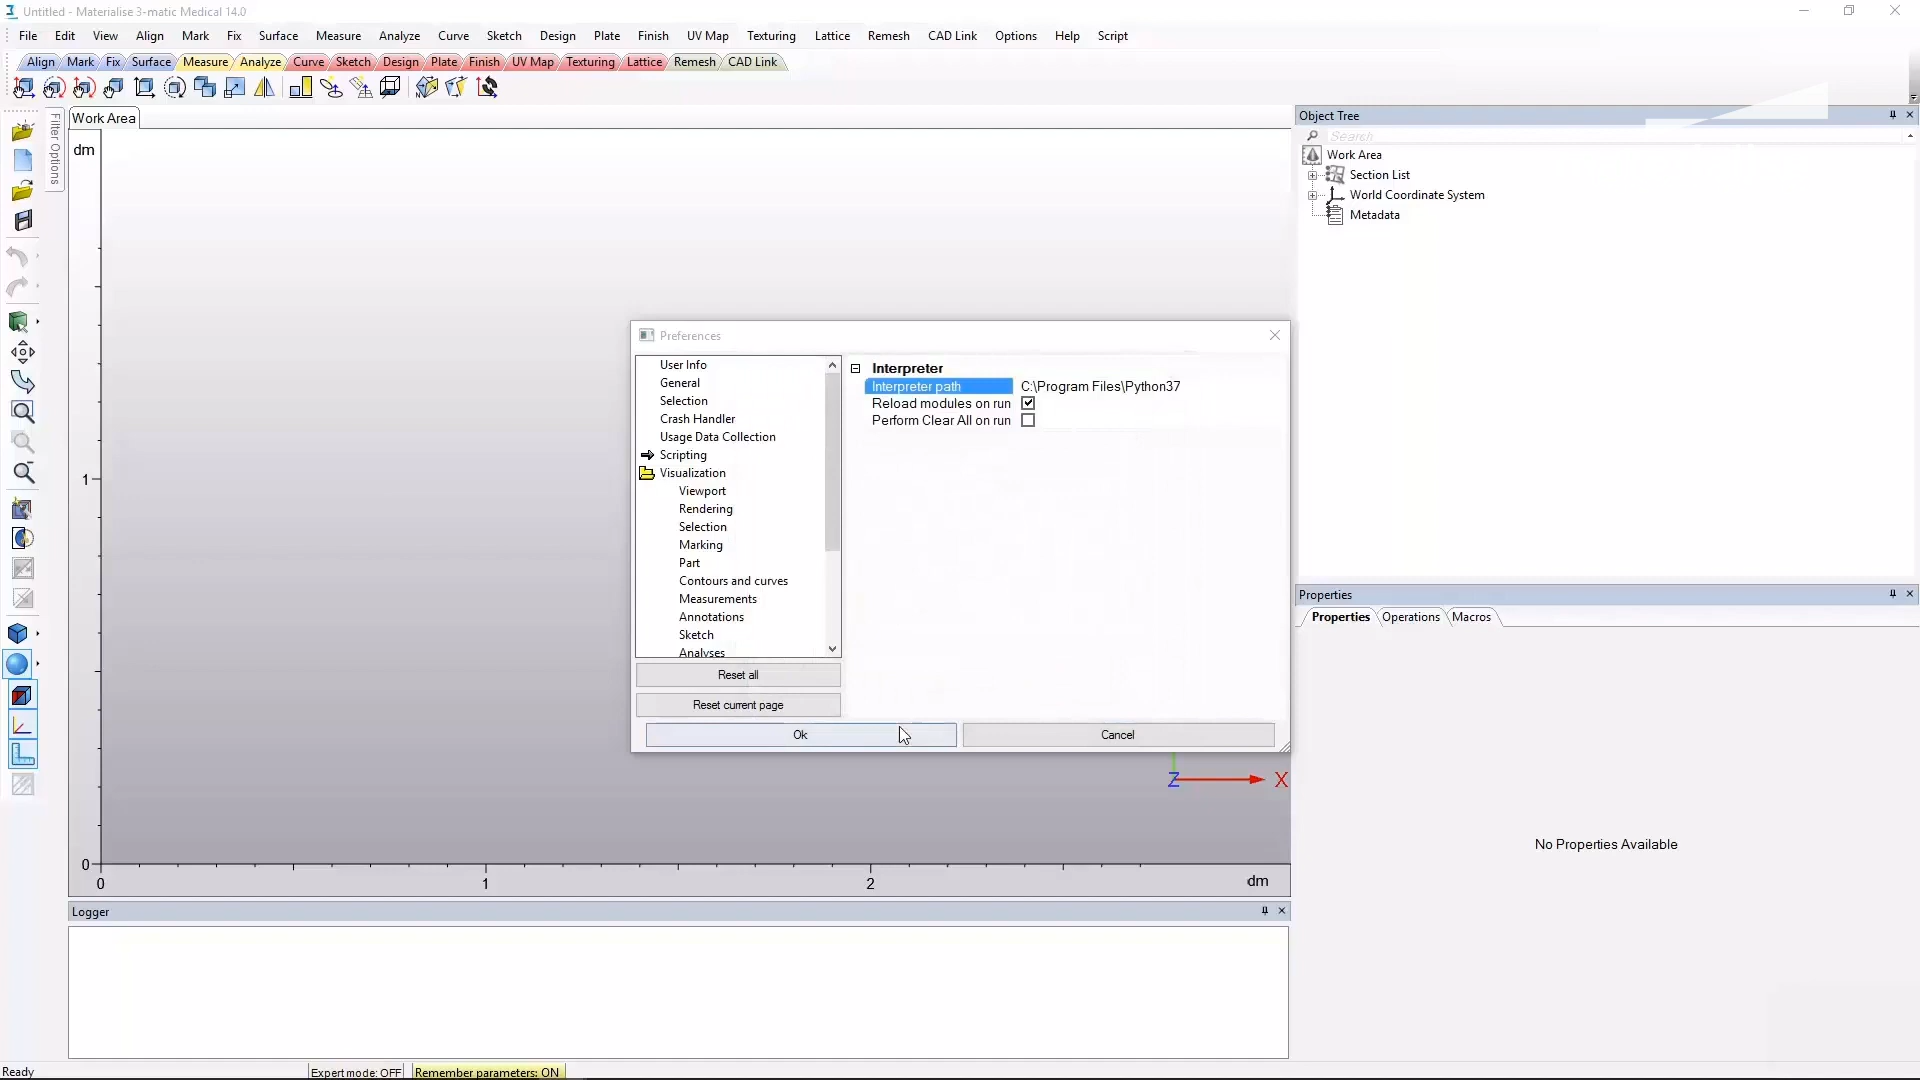 Untitled - Materialise 3-matic Medical 14.0
File Edit View Align Mark Fix Surface Measure Analyze Curve Sketch Design Plate Finish UV Map Texturing Lattice Remesh CAD Link Options Help Script
Align Mark Fix Surface Measure Analyze Curve Sketch Design Plate Finish UV Map Texturing Lattice Remesh CAD Link
Filter Options
Work Area
dm
1
0
0 1 2 dm
Z X
Preferences
User Info
General
Selection
Crash Handler
Usage Data Collection
Scripting
Visualization
Viewport
Rendering
Selection
Marking
Part
Contours and curves
Measurements
Annotations
Sketch
Analyses
Reset all
Reset current page
Interpreter
Interpreter path C:\Program Files\Python37
Reload modules on run
Perform Clear All on run
Ok Cancel
Object Tree
Search
Work Area
Section List
World Coordinate System
Metadata
Properties
Properties Operations Macros
No Properties Available
Logger
Ready Expert mode: OFF Remember parameters: ON